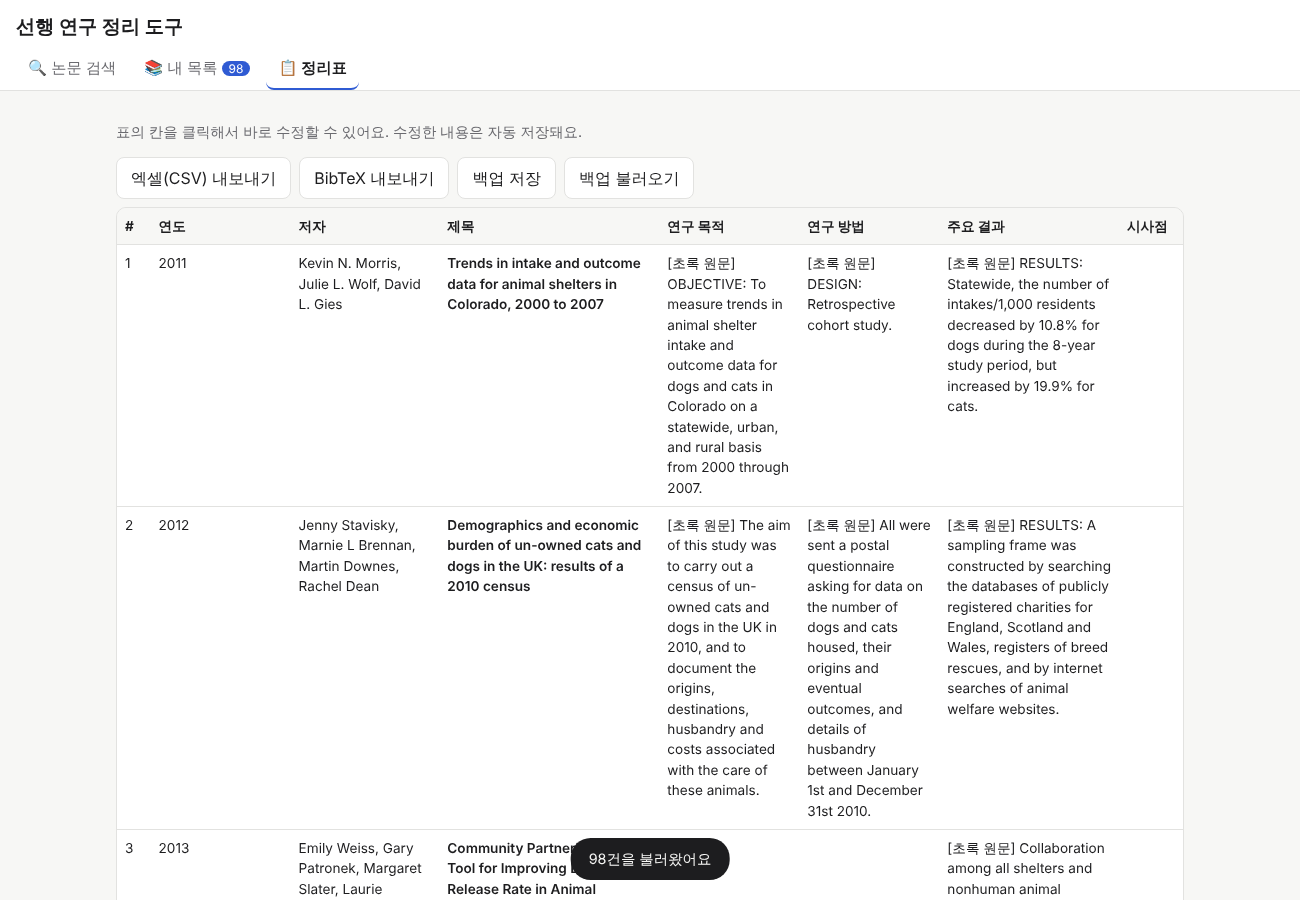 선행 연구 정리 도구
🔍 논문 검색
📚 내 목록 98
📋 정리표
표의 칸을 클릭해서 바로 수정할 수 있어요. 수정한 내용은 자동 저장돼요.
엑셀(CSV) 내보내기
BibTeX 내보내기
백업 저장
백업 불러오기
# 연도 저자 제목 연구 목적 연구 방법 주요 결과 시사점
1
2011
Kevin N. Morris,
Julie L. Wolf, David
L. Gies
Trends in intake and outcome
data for animal shelters in
Colorado, 2000 to 2007
[초록 원문]
OBJECTIVE: To
measure trends in
animal shelter
intake and
outcome data for
dogs and cats in
Colorado on a
statewide, urban,
and rural basis
from 2000 through
2007.
[초록 원문]
DESIGN:
Retrospective
cohort study.
[초록 원문] RESULTS:
Statewide, the number of
intakes/1,000 residents
decreased by 10.8% for
dogs during the 8-year
study period, but
increased by 19.9% for
cats.
2
2012
Jenny Stavisky,
Marnie L Brennan,
Martin Downes,
Rachel Dean
Demographics and economic
burden of un-owned cats and
dogs in the UK: results of a
2010 census
[초록 원문] The aim
of this study was
to carry out a
census of un-
owned cats and
dogs in the UK in
2010, and to
document the
origins,
destinations,
husbandry and
costs associated
with the care of
these animals.
[초록 원문] All were
sent a postal
questionnaire
asking for data on
the number of
dogs and cats
housed, their
origins and
eventual
outcomes, and
details of
husbandry
between January
1st and December
31st 2010.
[초록 원문] RESULTS: A
sampling frame was
constructed by searching
the databases of publicly
registered charities for
England, Scotland and
Wales, registers of breed
rescues, and by internet
searches of animal
welfare websites.
3
2013
Emily Weiss, Gary
Patronek, Margaret
Slater, Laurie
Community
Tool for Improving
Release Rate in Animal
[초록 원문] Collaboration
among all shelters and
nonhuman animal
98건을 불러왔어요